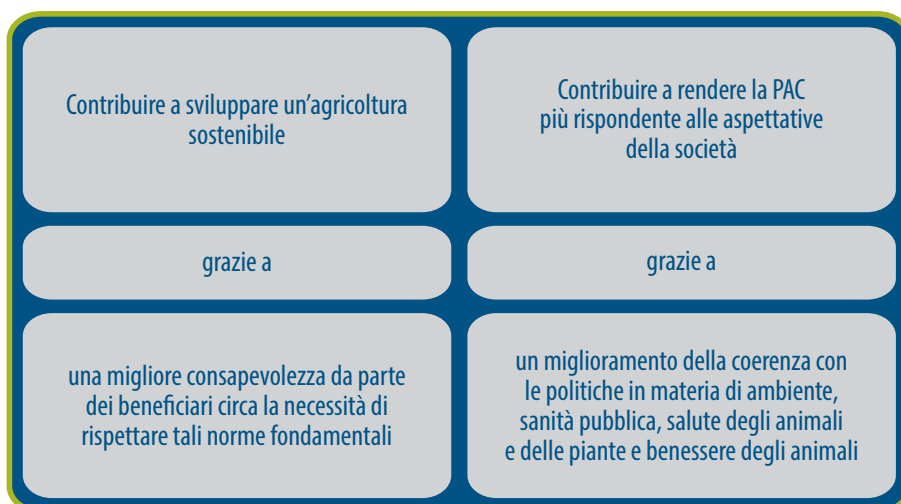 Contribuire a sviluppare un’agricoltura
sostenibile
Contribuire a rendere la PAC
più rispondente alle aspettative
della società
grazie a
grazie a
una migliore consapevolezza da parte
dei beneficiari circa la necessità di
rispettare tali norme fondamentali
un miglioramento della coerenza con
le politiche in materia di ambiente,
sanità pubblica, salute degli animali
e delle piante e benessere degli animali